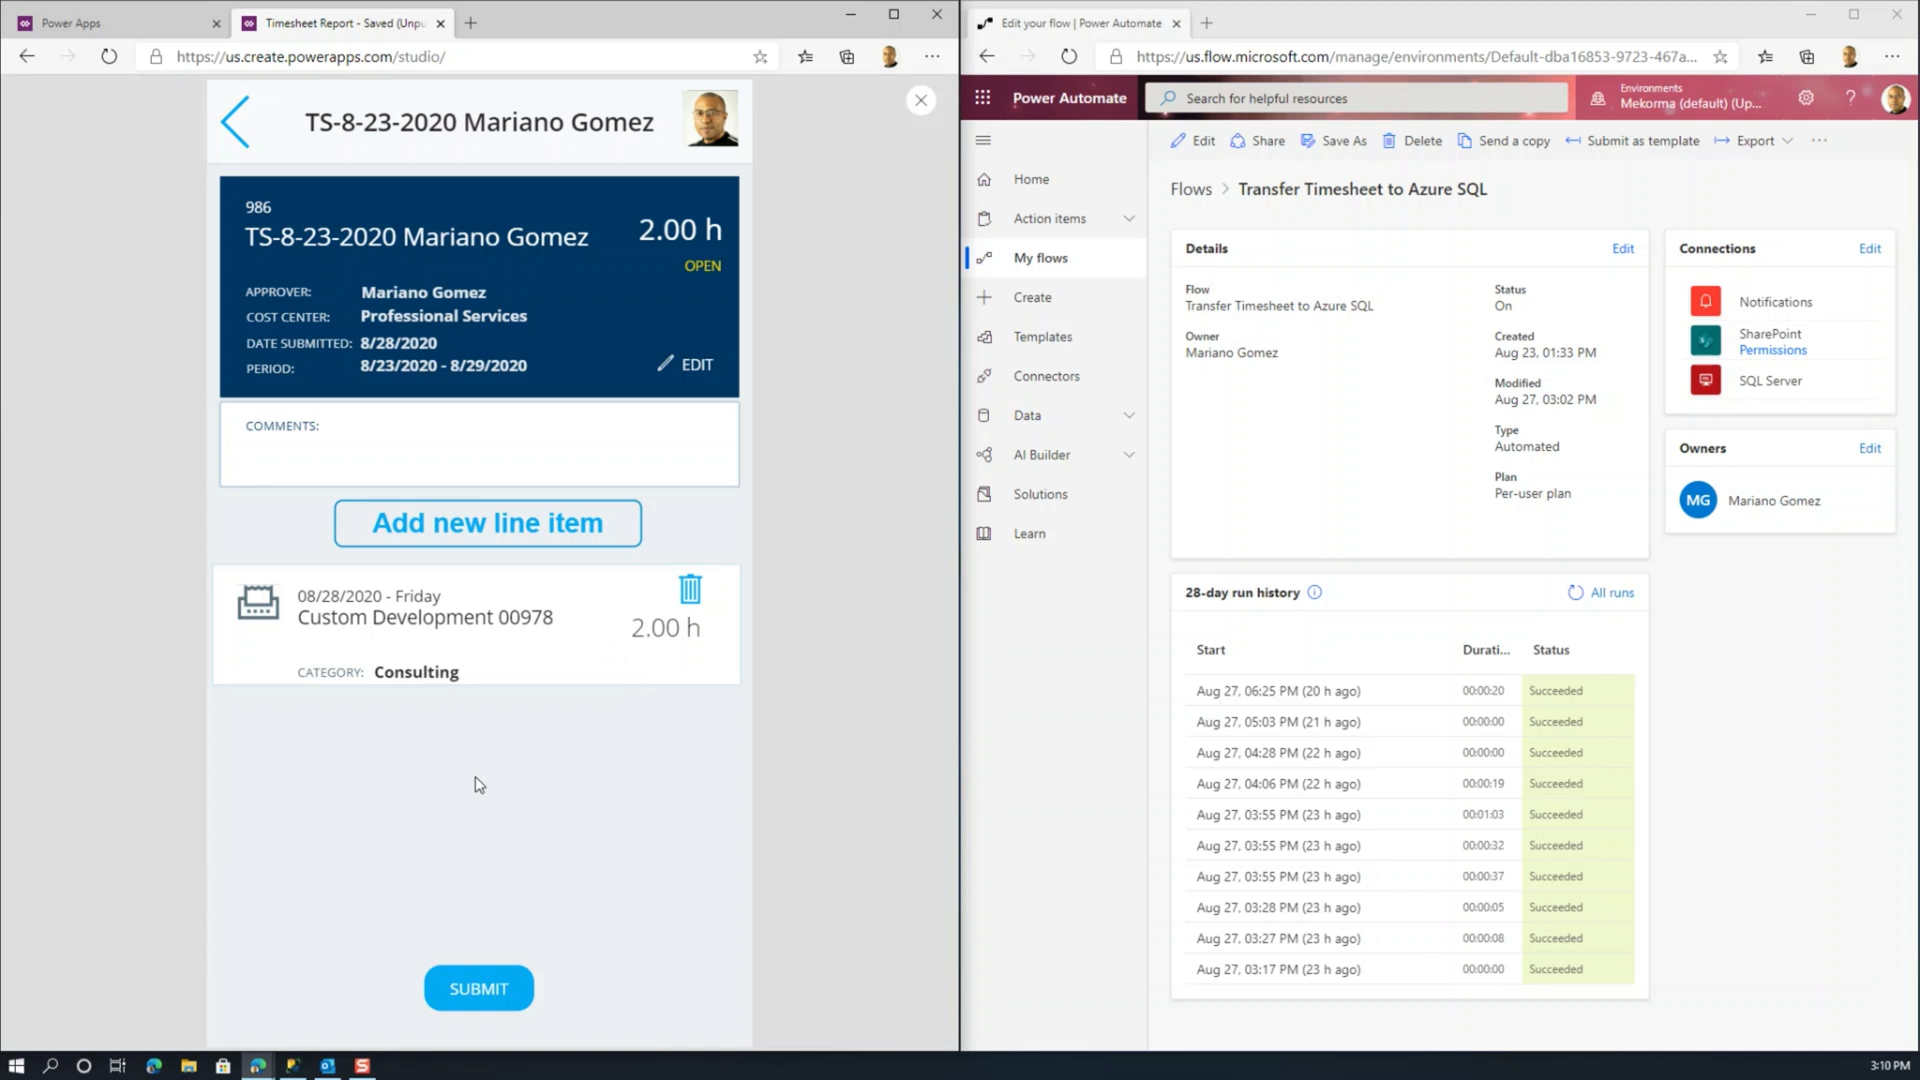 Power Apps
Timesheet Report - Saved (Unpu
https://us.create.powerapps.com/studio/
TS-8-23-2020 Mariano Gomez
986
TS-8-23-2020 Mariano Gomez
2.00 h
OPEN
APPROVER: Mariano Gomez
COST CENTER: Professional Services
DATE SUBMITTED: 8/28/2020
PERIOD: 8/23/2020 - 8/29/2020
EDIT
COMMENTS:
Add new line item
08/28/2020 - Friday
Custom Development 00978
2.00 h
CATEGORY: Consulting
SUBMIT
Edit your flow | Power Automate
https://us.flow.microsoft.com/manage/environments/Default-dba16853-9723-467a...
Power Automate
Search for helpful resources
Environments
Mekorma (default) (Up...
Home
Action items
My flows
Create
Templates
Connectors
Data
AI Builder
Solutions
Learn
Edit Share Save As Delete Send a copy Submit as template Export
Flows > Transfer Timesheet to Azure SQL
Details
Edit
Flow
Transfer Timesheet to Azure SQL
Owner
Mariano Gomez
Status
On
Created
Aug 23, 01:33 PM
Modified
Aug 27, 03:02 PM
Type
Automated
Plan
Per-user plan
Connections
Edit
Notifications
SharePoint
Permissions
SQL Server
Owners
Edit
MG Mariano Gomez
28-day run history
All runs
Start Durati... Status
Aug 27, 06:25 PM (20 h ago) 00:00:20 Succeeded
Aug 27, 05:03 PM (21 h ago) 00:00:00 Succeeded
Aug 27, 04:28 PM (22 h ago) 00:00:00 Succeeded
Aug 27, 04:06 PM (22 h ago) 00:00:19 Succeeded
Aug 27, 03:55 PM (23 h ago) 00:01:03 Succeeded
Aug 27, 03:55 PM (23 h ago) 00:00:32 Succeeded
Aug 27, 03:55 PM (23 h ago) 00:00:37 Succeeded
Aug 27, 03:28 PM (23 h ago) 00:00:05 Succeeded
Aug 27, 03:27 PM (23 h ago) 00:00:08 Succeeded
Aug 27, 03:17 PM (23 h ago) 00:00:00 Succeeded
3:10 PM